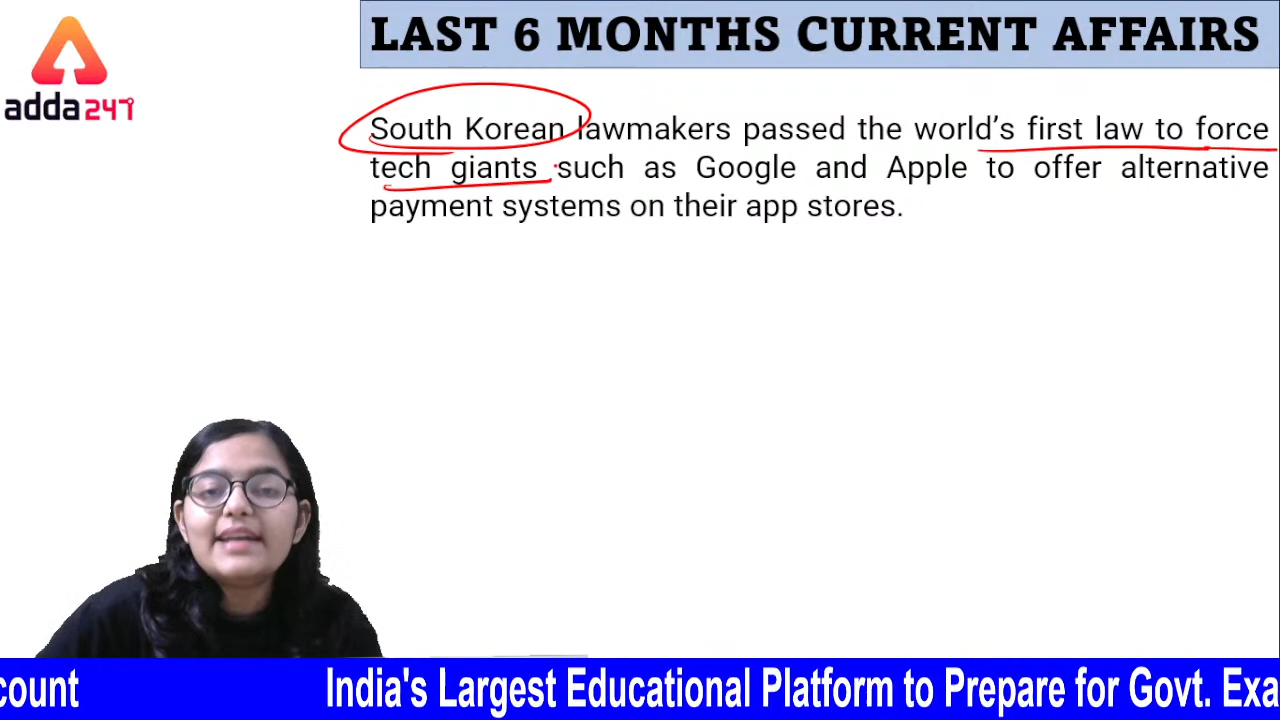 LAST 6 MONTHS CURRENT AFFAIRS
adda247
South Korean lawmakers passed the world’s first law to force
tech giants such as Google and Apple to offer alternative
payment systems on their app stores.
count India's Largest Educational Platform to Prepare for Govt. Exa